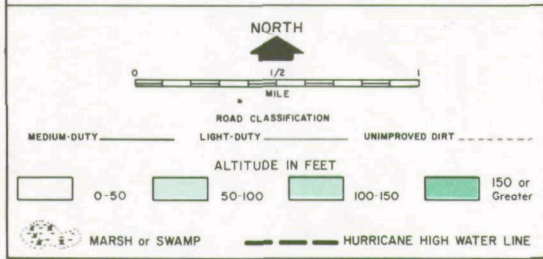 NORTH
0 1/2 1
MILE
ROAD CLASSIFICATION
MEDIUM-DUTY LIGHT-DUTY UNIMPROVED DIRT
ALTITUDE IN FEET
0-50 50-100 100-150 150 or Greater
MARSH or SWAMP HURRICANE HIGH WATER LINE